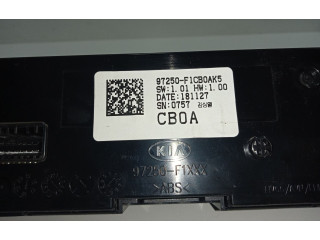 97250-F1CB0AK5
SW:1.01 HW:1.00
DATE:181127
SN:0757
CB0A
KIA
97250-F1XXX
>ABS<